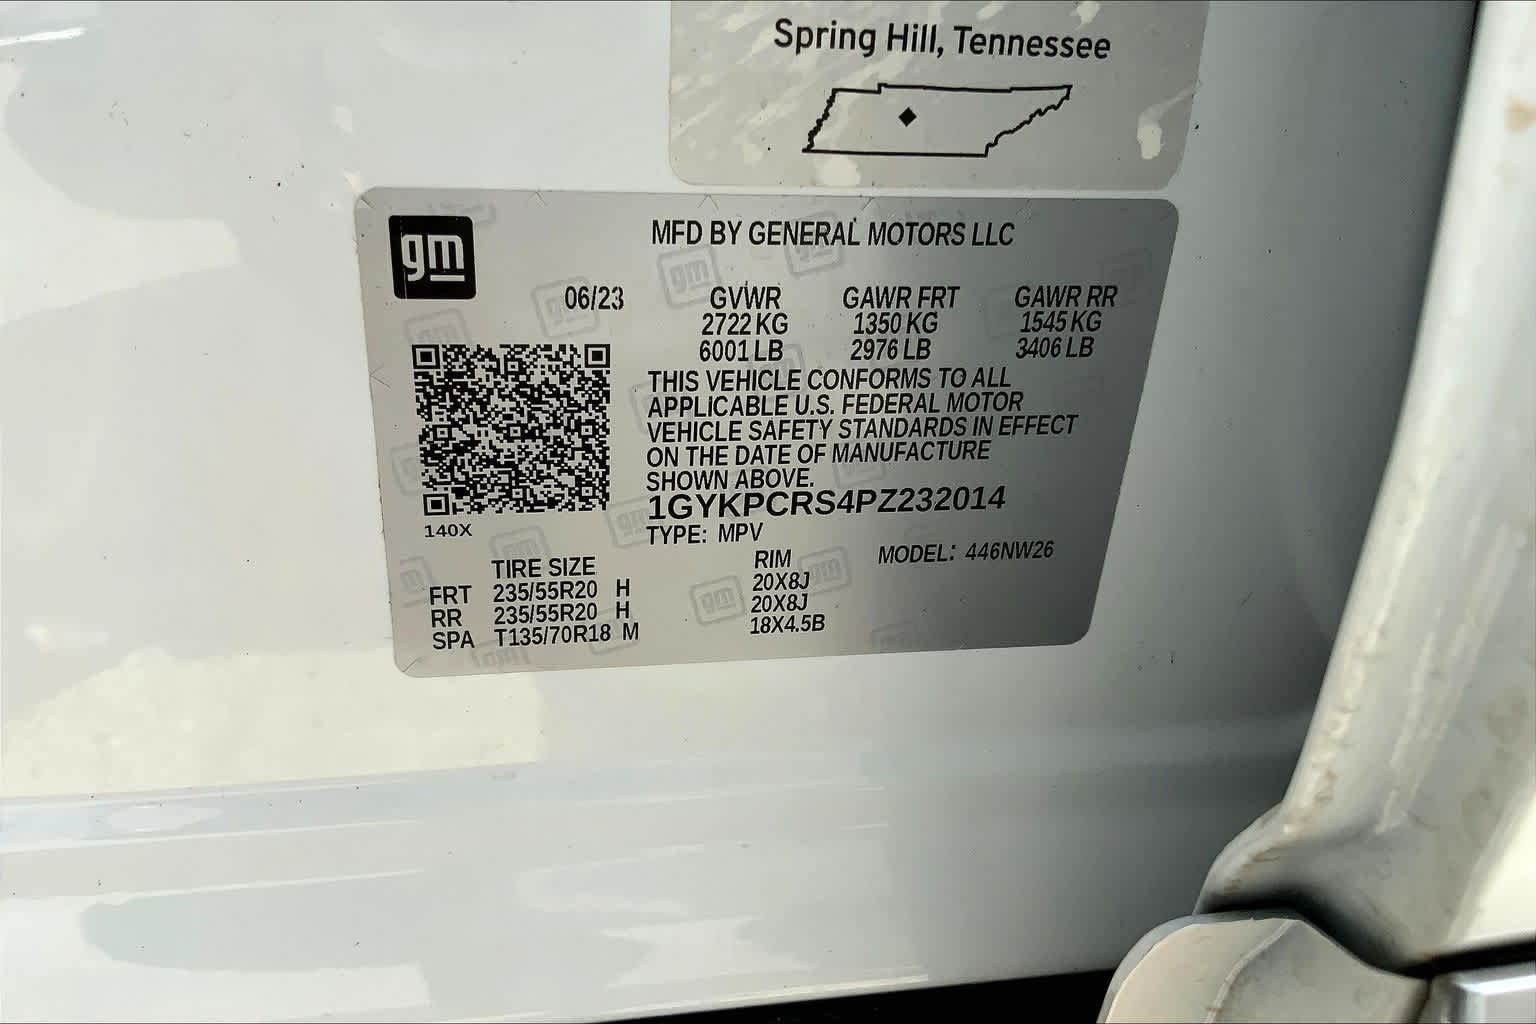 Spring Hill, Tennessee
gm
MFD BY GENERAL MOTORS LLC
06/23 GVWR GAWR FRT GAWR RR
2722 KG 1350 KG 1545 KG
6001 LB 2976 LB 3406 LB
THIS VEHICLE CONFORMS TO ALL
APPLICABLE U.S. FEDERAL MOTOR
VEHICLE SAFETY STANDARDS IN EFFECT
ON THE DATE OF MANUFACTURE
SHOWN ABOVE.
1GYKPCRS4PZ232014
140X
TYPE: MPV
MODEL: 446NW26
TIRE SIZE RIM
FRT 235/55R20 H 20X8J
RR 235/55R20 H 20X8J
SPA T135/70R18 M 18X4.5B